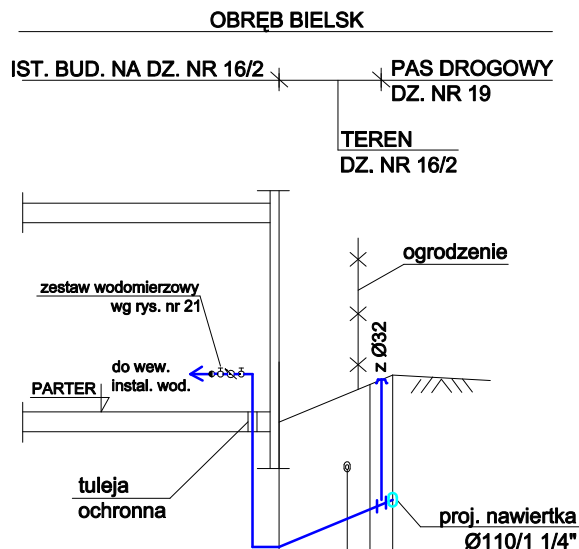 OBRĘB BIELSK
IST. BUD. NA DZ. NR 16/2
PAS DROGOWY
DZ. NR 19
TEREN
DZ. NR 16/2
ogrodzenie
zestaw wodomierzowy
wg rys. nr 21
z Ø32
do wew.
instal. wod.
PARTER
tuleja
ochronna
proj. nawiertka
Ø110/1 1/4"